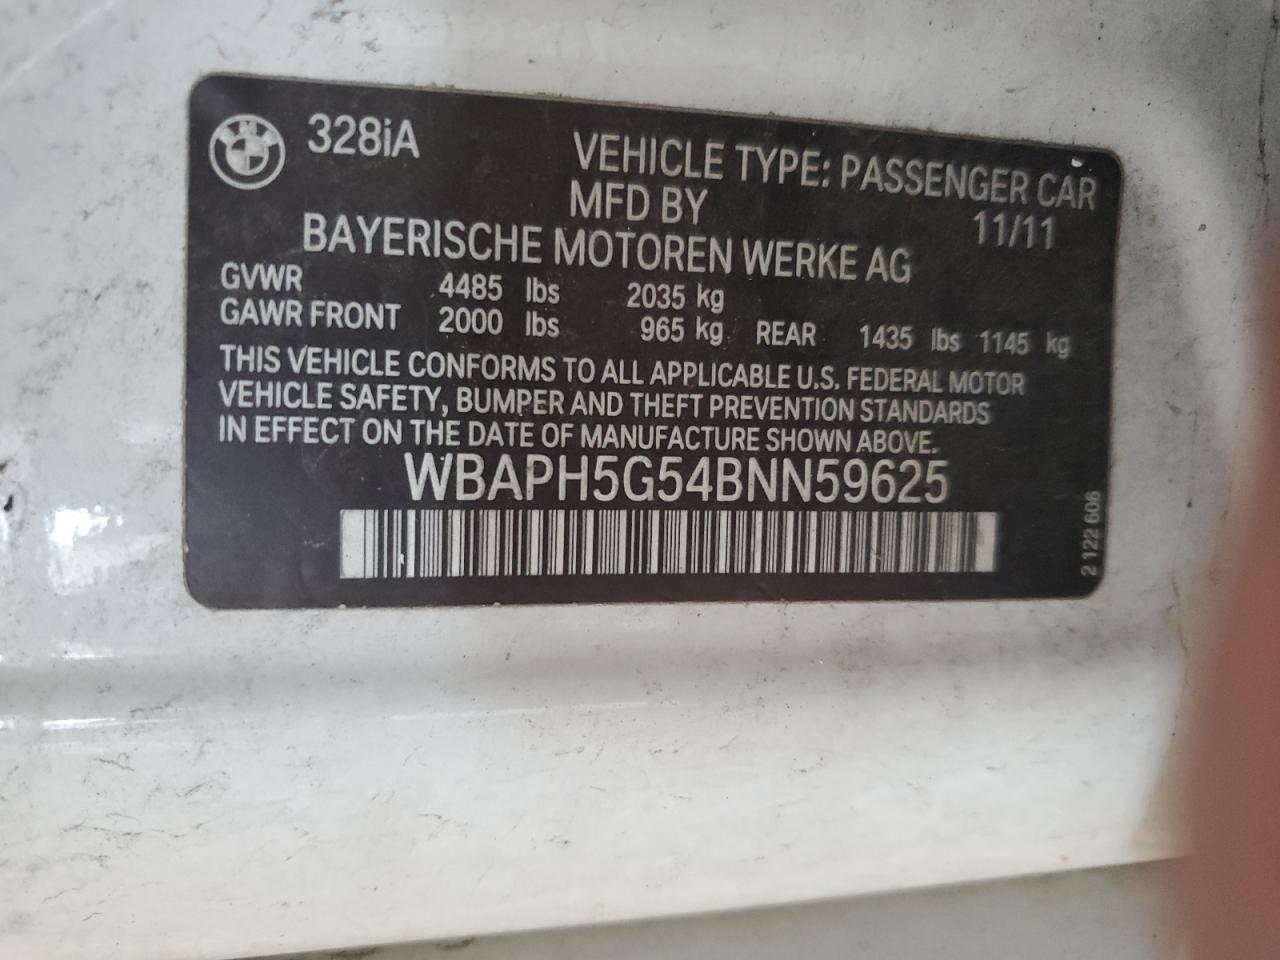 BMW 328iA
VEHICLE TYPE: PASSENGER CAR
MFD BY 11/11
BAYERISCHE MOTOREN WERKE AG
GVWR 4485 lbs 2035 kg
GAWR FRONT 2000 lbs 965 kg REAR 1435 lbs 1145 kg
THIS VEHICLE CONFORMS TO ALL APPLICABLE U.S. FEDERAL MOTOR
VEHICLE SAFETY, BUMPER AND THEFT PREVENTION STANDARDS
IN EFFECT ON THE DATE OF MANUFACTURE SHOWN ABOVE.
WBAPH5G54BNN59625
2 122 606